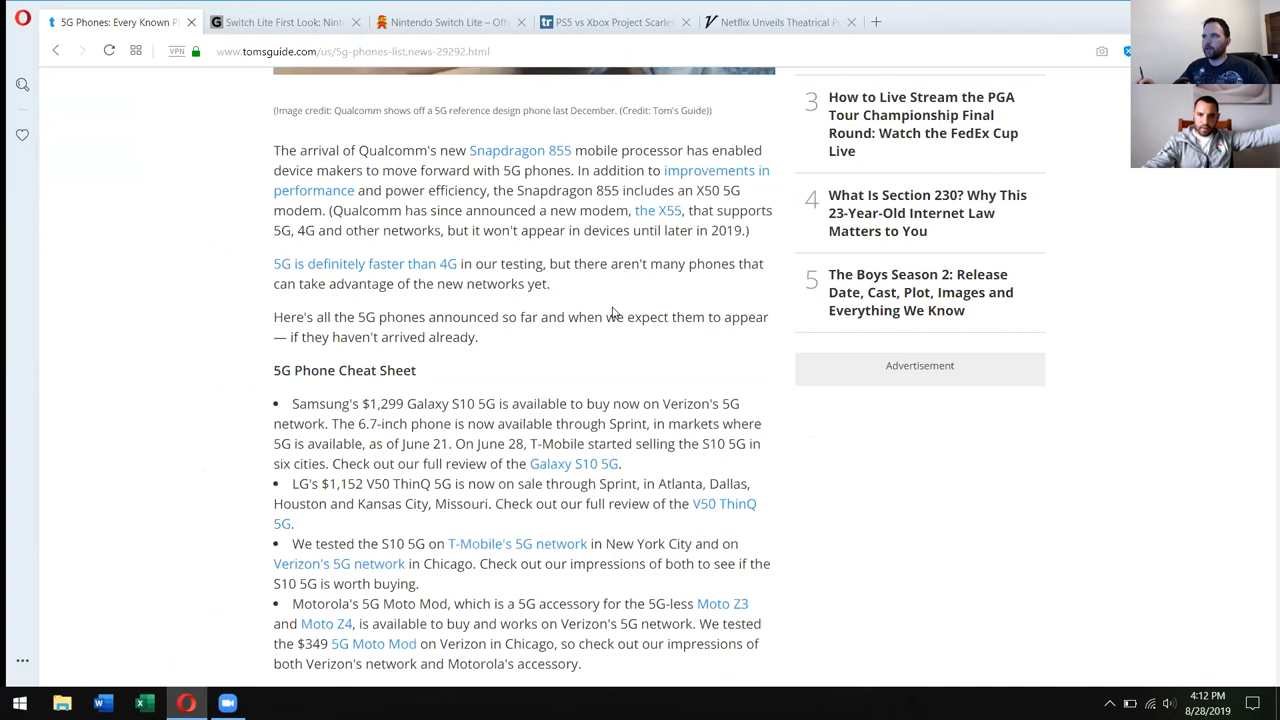 5G Phones: Every Known P
Switch Lite First Look: Nint
Nintendo Switch Lite – Offi
PS5 vs Xbox Project Scarle
Netflix Unveils Theatrical P
VPN
www.tomsguide.com/us/5g-phones-list,news-29292.html
(Image credit: Qualcomm shows off a 5G reference design phone last December. (Credit: Tom's Guide))
The arrival of Qualcomm's new Snapdragon 855 mobile processor has enabled
device makers to move forward with 5G phones. In addition to improvements in
performance and power efficiency, the Snapdragon 855 includes an X50 5G
modem. (Qualcomm has since announced a new modem, the X55, that supports
5G, 4G and other networks, but it won't appear in devices until later in 2019.)
5G is definitely faster than 4G in our testing, but there aren't many phones that
can take advantage of the new networks yet.
Here's all the 5G phones announced so far and when we expect them to appear
— if they haven't arrived already.
5G Phone Cheat Sheet
• Samsung's $1,299 Galaxy S10 5G is available to buy now on Verizon's 5G
network. The 6.7-inch phone is now available through Sprint, in markets where
5G is available, as of June 21. On June 28, T-Mobile started selling the S10 5G in
six cities. Check out our full review of the Galaxy S10 5G.
• LG's $1,152 V50 ThinQ 5G is now on sale through Sprint, in Atlanta, Dallas,
Houston and Kansas City, Missouri. Check out our full review of the V50 ThinQ
5G.
• We tested the S10 5G on T-Mobile's 5G network in New York City and on
Verizon's 5G network in Chicago. Check out our impressions of both to see if the
S10 5G is worth buying.
• Motorola's 5G Moto Mod, which is a 5G accessory for the 5G-less Moto Z3
and Moto Z4, is available to buy and works on Verizon's 5G network. We tested
the $349 5G Moto Mod on Verizon in Chicago, so check out our impressions of
both Verizon's network and Motorola's accessory.
3
How to Live Stream the PGA
Tour Championship Final
Round: Watch the FedEx Cup
Live
4
What Is Section 230? Why This
23-Year-Old Internet Law
Matters to You
5
The Boys Season 2: Release
Date, Cast, Plot, Images and
Everything We Know
Advertisement
4:12 PM
8/28/2019